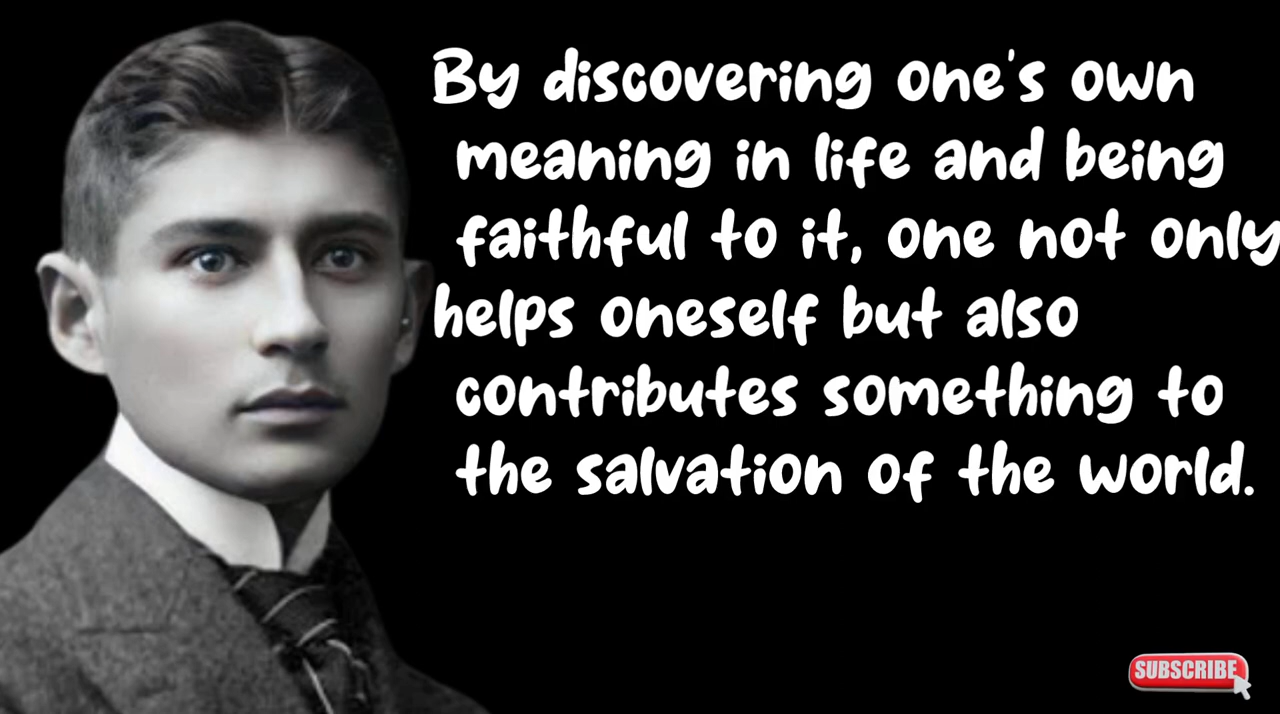 By discovering one's own
meaning in life and being
faithful to it, one not only
helps oneself but also
contributes something to
the salvation of the world.
SUBSCRIBE